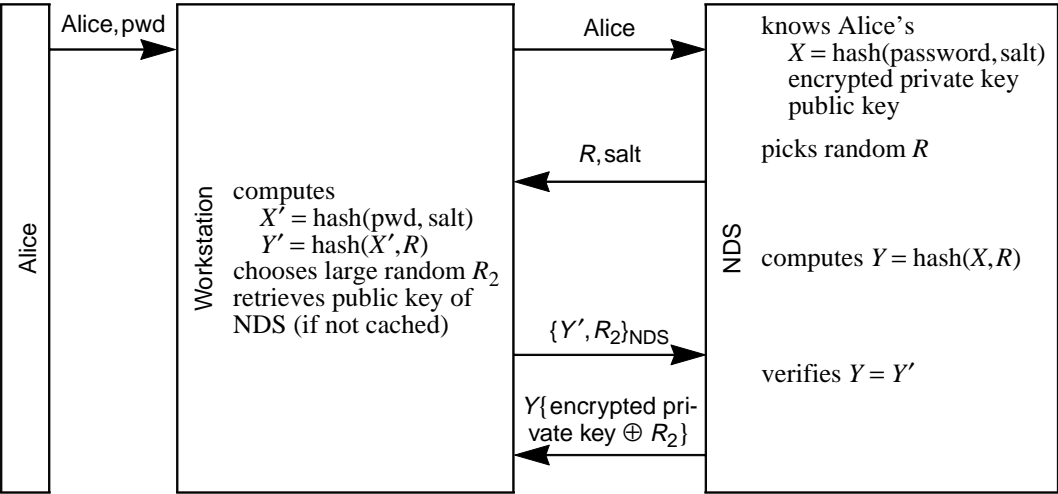 Alice
Alice, pwd
Workstation
computes
X′ = hash(pwd, salt)
Y′ = hash(X′, R)
chooses large random R₂
retrieves public key of
NDS (if not cached)
Alice
R, salt
{Y′, R₂}NDS
Y{encrypted pri-
vate key ⊕ R₂}
NDS
knows Alice’s
X = hash(password, salt)
encrypted private key
public key
picks random R
computes Y = hash(X, R)
verifies Y = Y′